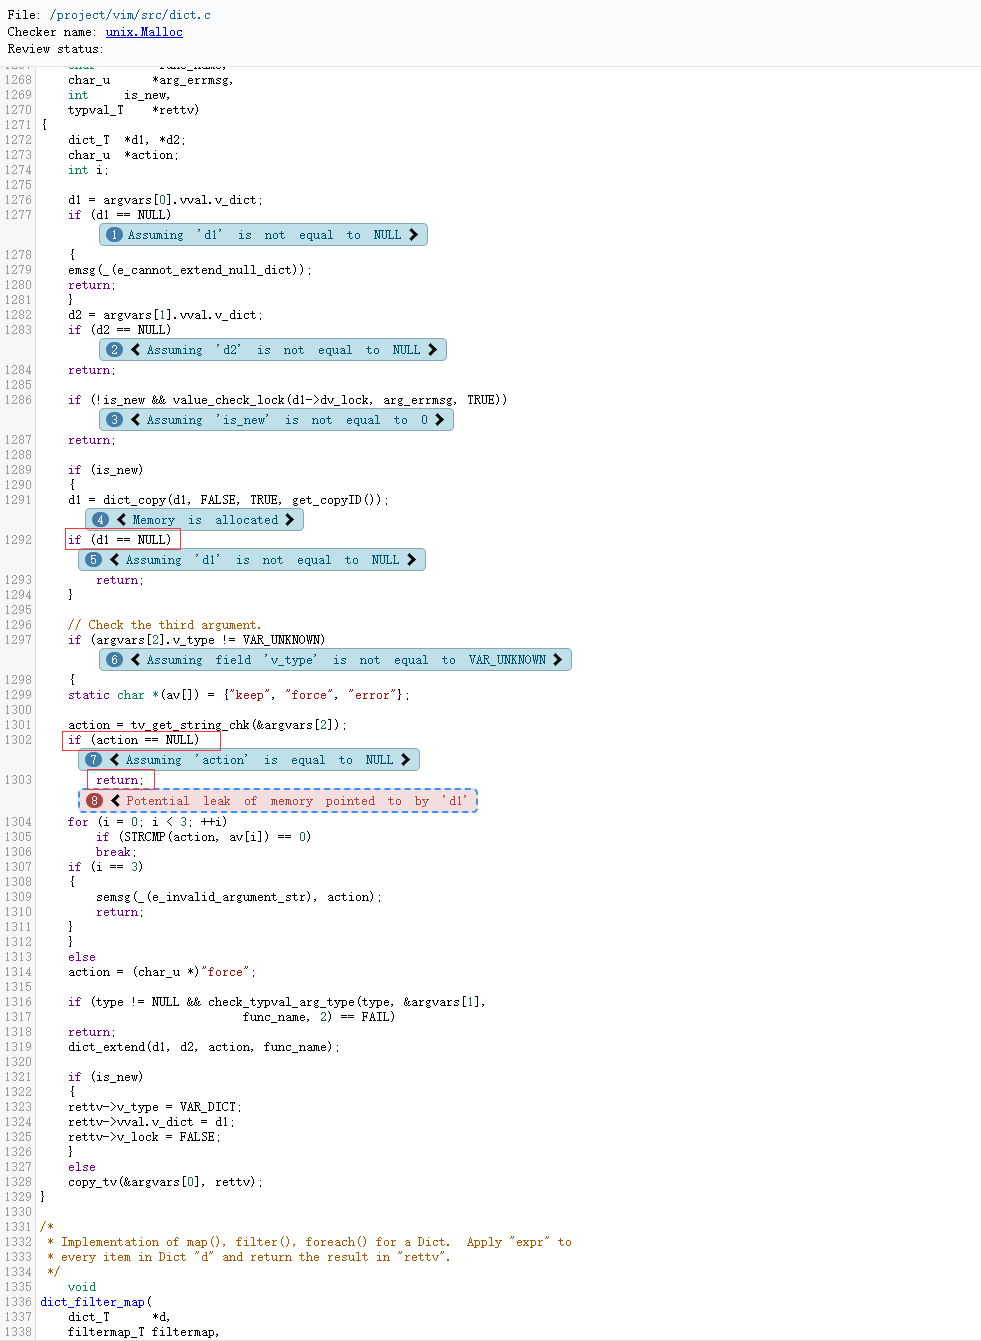 File: /project/vim/src/dict.c
Checker name: unix.Malloc
Review status:
1268 char_u *arg_errmsg,
1269 int is_new,
1270 typval_T *rettv)
1271 {
1272 dict_T *d1, *d2;
1273 char_u *action;
1274 int i;
1275
1276 d1 = argvars[0].vval.v_dict;
1277 if (d1 == NULL)
1 Assuming 'd1' is not equal to NULL
1278 {
1279 emsg(_(e_cannot_extend_null_dict));
1280 return;
1281 }
1282 d2 = argvars[1].vval.v_dict;
1283 if (d2 == NULL)
2 Assuming 'd2' is not equal to NULL
1284 return;
1285
1286 if (!is_new && value_check_lock(d1->dv_lock, arg_errmsg, TRUE))
3 Assuming 'is_new' is not equal to 0
1287 return;
1288
1289 if (is_new)
1290 {
1291 d1 = dict_copy(d1, FALSE, TRUE, get_copyID());
4 Memory is allocated
1292 if (d1 == NULL)
5 Assuming 'd1' is not equal to NULL
1293 return;
1294 }
1295
1296 // Check the third argument.
1297 if (argvars[2].v_type != VAR_UNKNOWN)
6 Assuming field 'v_type' is not equal to VAR_UNKNOWN
1298 {
1299 static char *(av[]) = {"keep", "force", "error"};
1300
1301 action = tv_get_string_chk(&argvars[2]);
1302 if (action == NULL)
7 Assuming 'action' is equal to NULL
1303 return;
8 Potential leak of memory pointed to by 'd1'
1304 for (i = 0; i < 3; ++i)
1305 if (STRCMP(action, av[i]) == 0)
1306 break;
1307 if (i == 3)
1308 {
1309 semsg(_(e_invalid_argument_str), action);
1310 return;
1311 }
1312 }
1313 else
1314 action = (char_u *)"force";
1315
1316 if (type != NULL && check_typval_arg_type(type, &argvars[1],
1317 func_name, 2) == FAIL)
1318 return;
1319 dict_extend(d1, d2, action, func_name);
1320
1321 if (is_new)
1322 {
1323 rettv->v_type = VAR_DICT;
1324 rettv->vval.v_dict = d1;
1325 rettv->v_lock = FALSE;
1326 }
1327 else
1328 copy_tv(&argvars[0], rettv);
1329 }
1330
1331 /*
1332 * Implementation of map(), filter(), foreach() for a Dict. Apply "expr" to
1333 * every item in Dict "d" and return the result in "rettv".
1334 */
1335 void
1336 dict_filter_map(
1337 dict_T *d,
1338 filtermap_T filtermap,